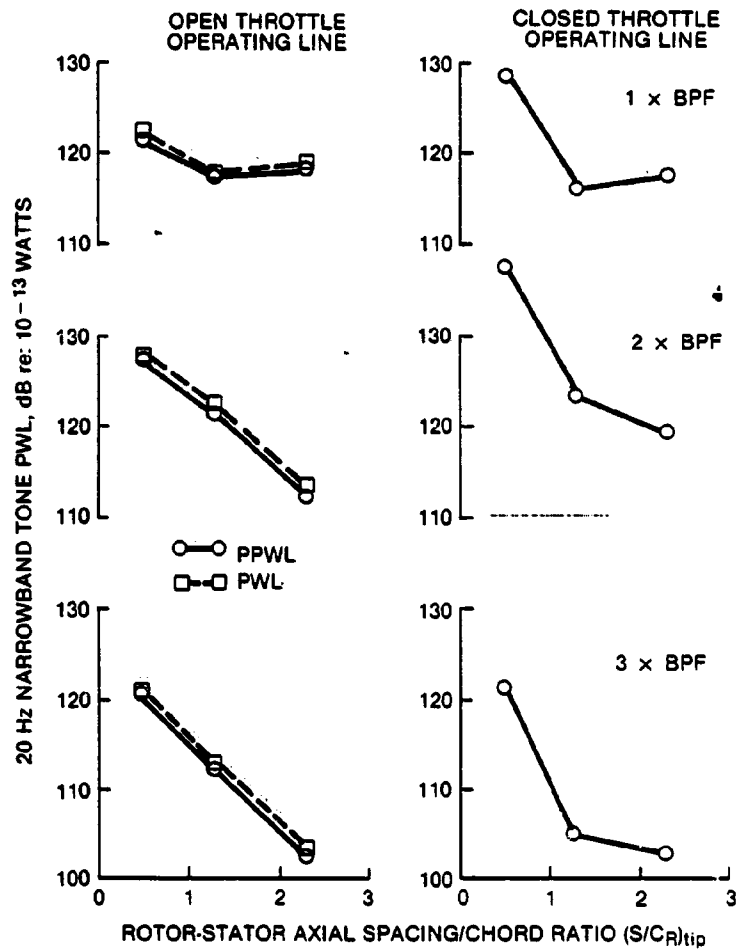 OPEN THROTTLE
OPERATING LINE
CLOSED THROTTLE
OPERATING LINE
20 Hz NARROWBAND TONE PWL, dB re: 10⁻¹³ WATTS
130
120
110
130
120
110
130
120
110
100
0 1 2 3
PPWL
PWL
130
120
110
1 × BPF
130
120
110
2 × BPF
130
120
110
100
3 × BPF
0 1 2 3
ROTOR-STATOR AXIAL SPACING/CHORD RATIO (S/CR)tip